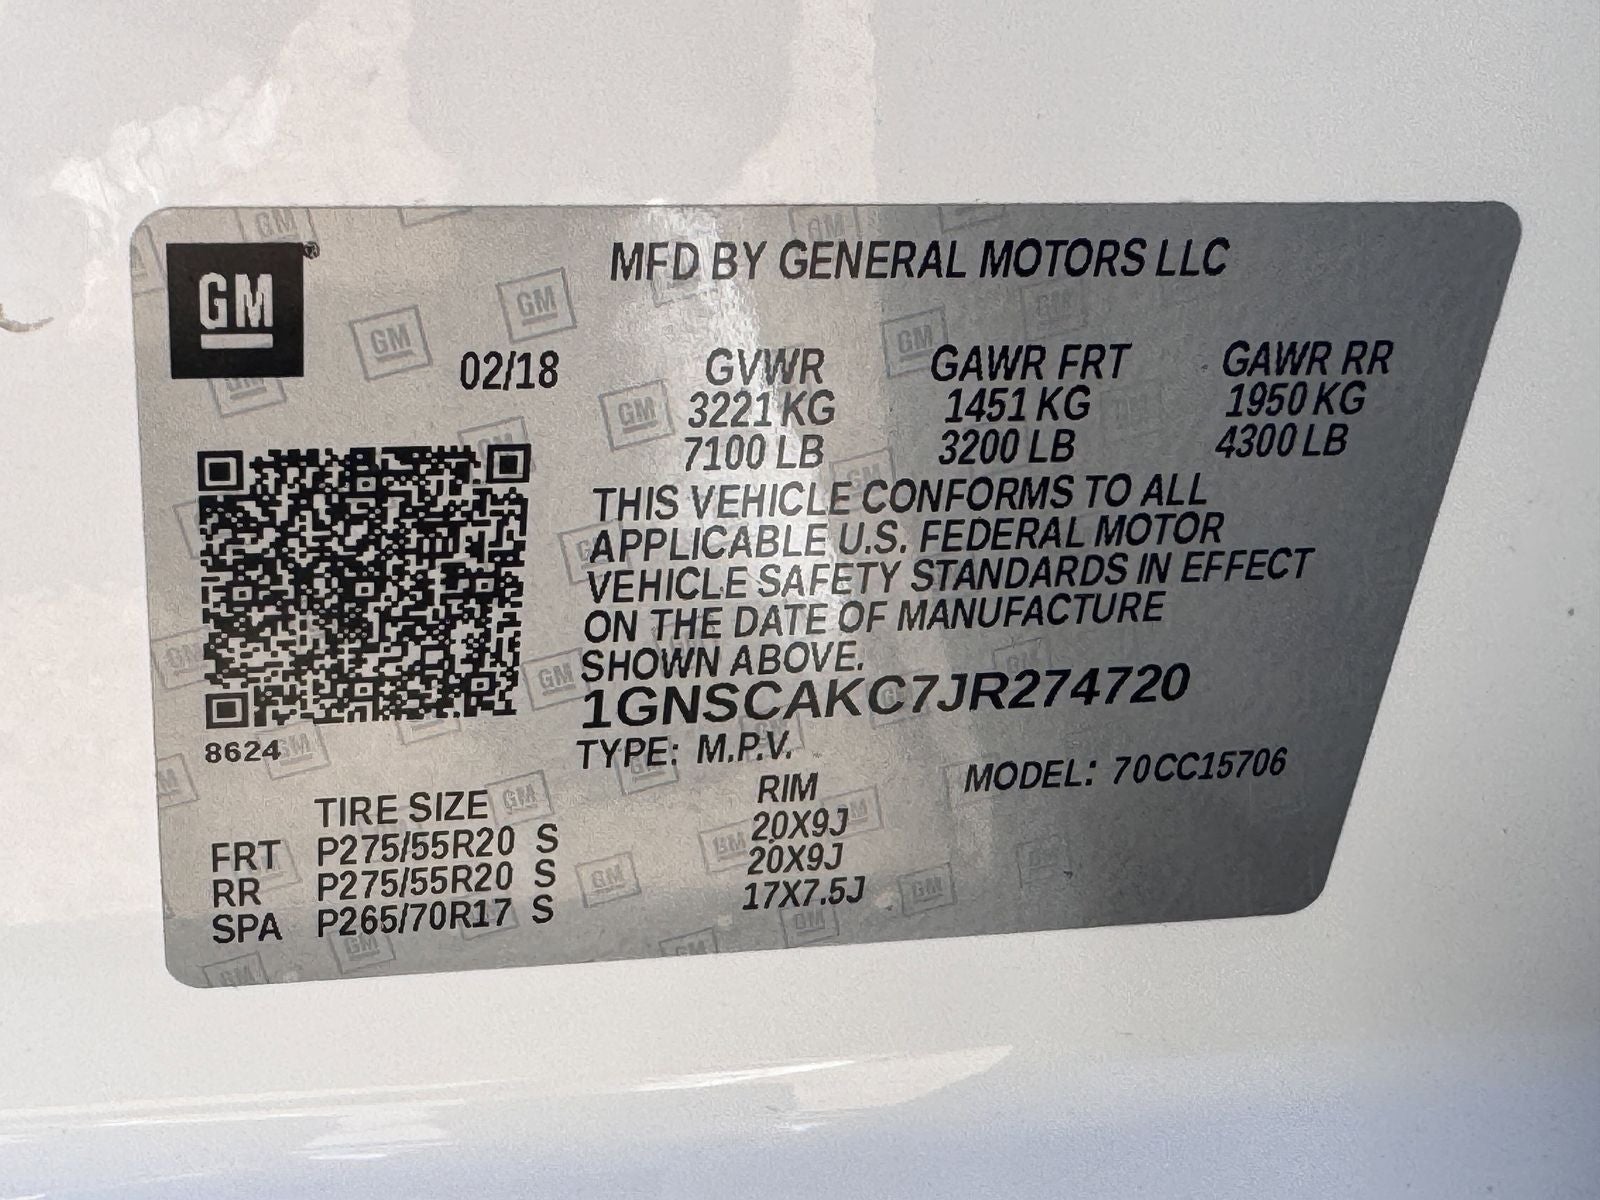 GM®
MFD BY GENERAL MOTORS LLC
02/18
GVWR GAWR FRT GAWR RR
3221 KG 1451 KG 1950 KG
7100 LB 3200 LB 4300 LB
THIS VEHICLE CONFORMS TO ALL
APPLICABLE U.S. FEDERAL MOTOR
VEHICLE SAFETY STANDARDS IN EFFECT
ON THE DATE OF MANUFACTURE
SHOWN ABOVE.
1GNSCAKC7JR274720
8624
TYPE: M.P.V.
MODEL: 70CC15706
TIRE SIZE RIM
FRT P275/55R20 S 20X9J
RR P275/55R20 S 20X9J
SPA P265/70R17 S 17X7.5J